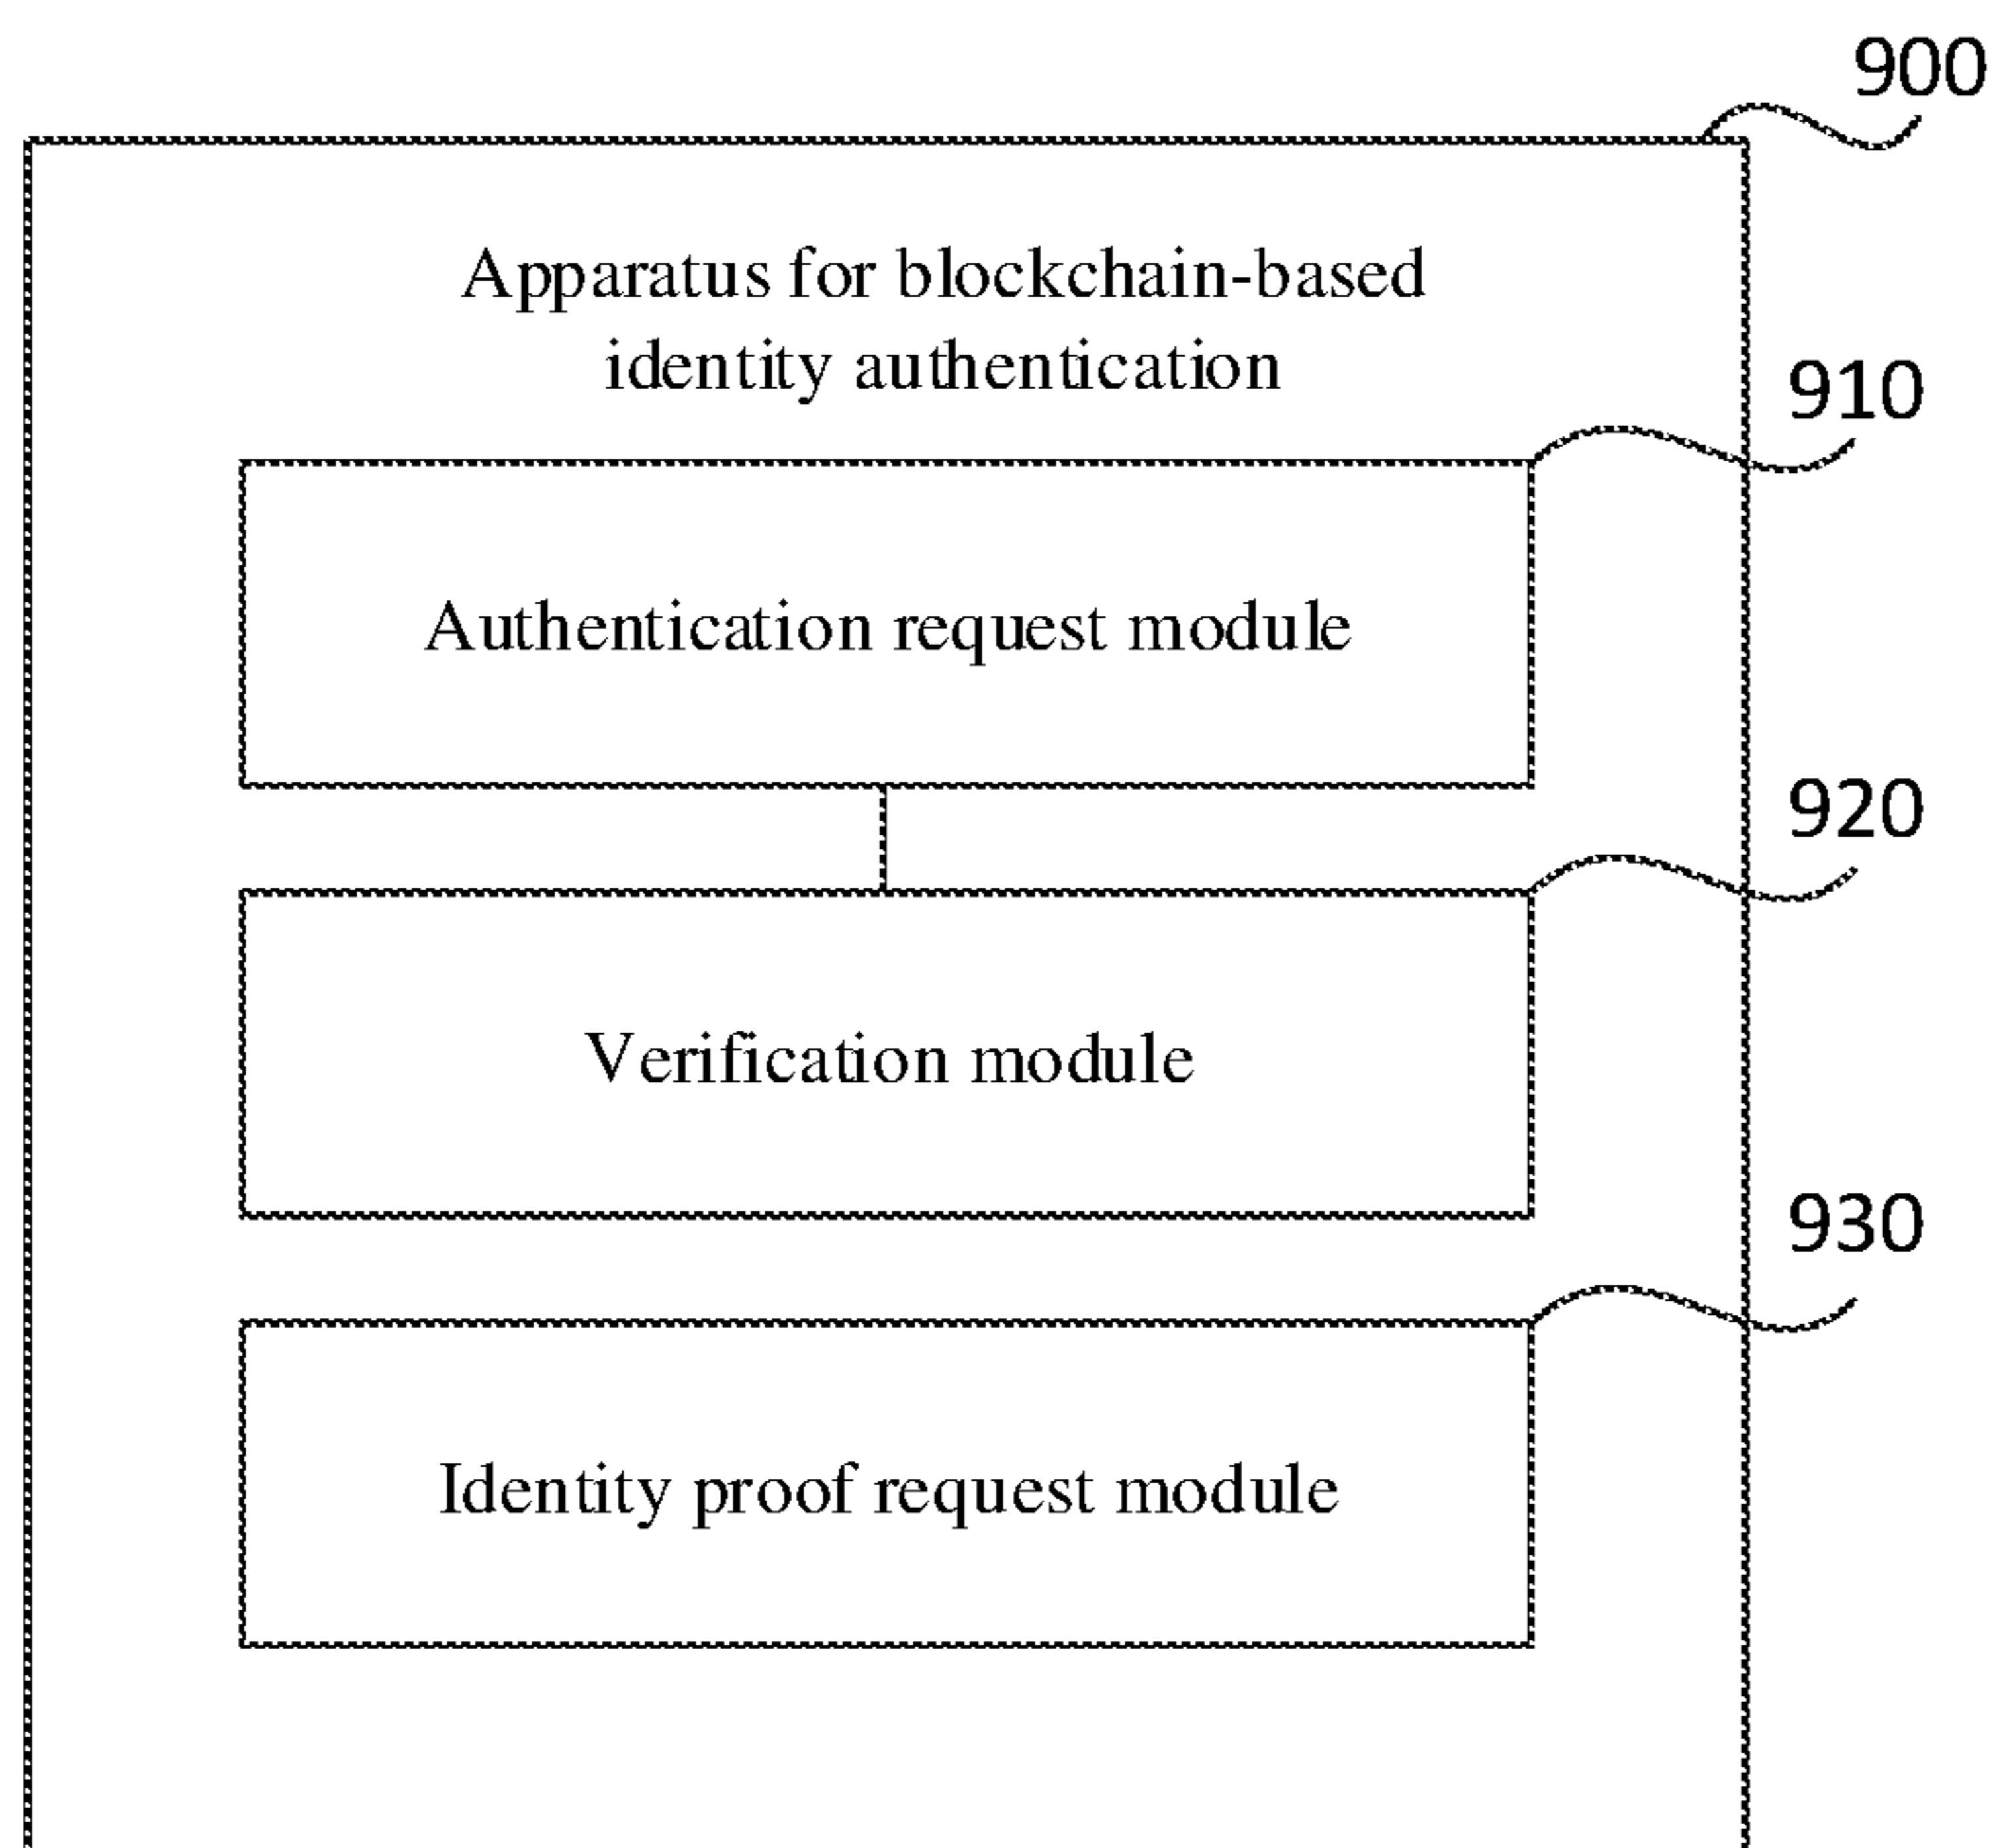 900
Apparatus for blockchain-based
identity authentication
910
Authentication request module
920
Verification module
930
Identity proof request module